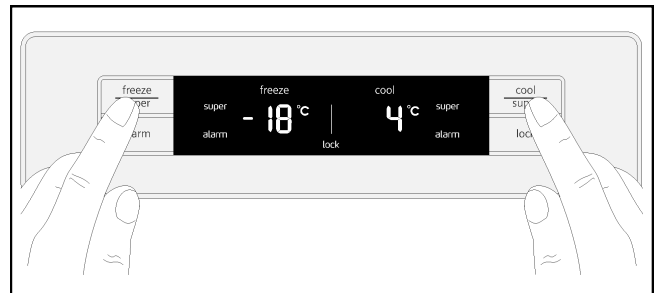 freeze
freeze cool
cool
super -18°C 4°C super
alarm alarm
lock